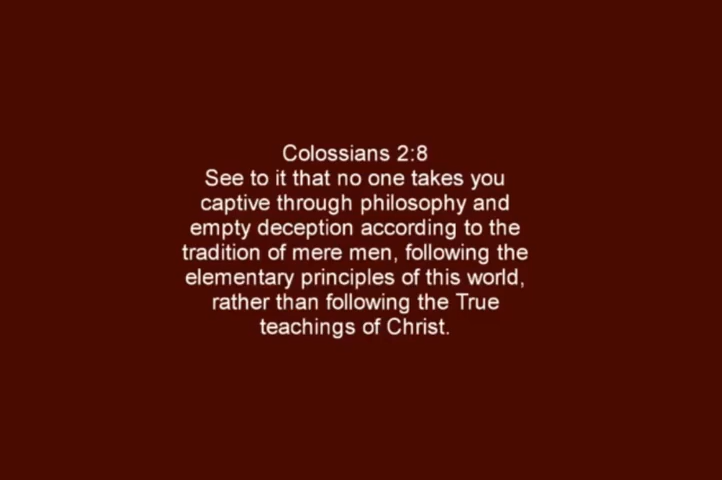 Colossians 2:8
See to it that no one takes you
captive through philosophy and
empty deception according to the
tradition of mere men, following the
elementary principles of this world,
rather than following the True
teachings of Christ.